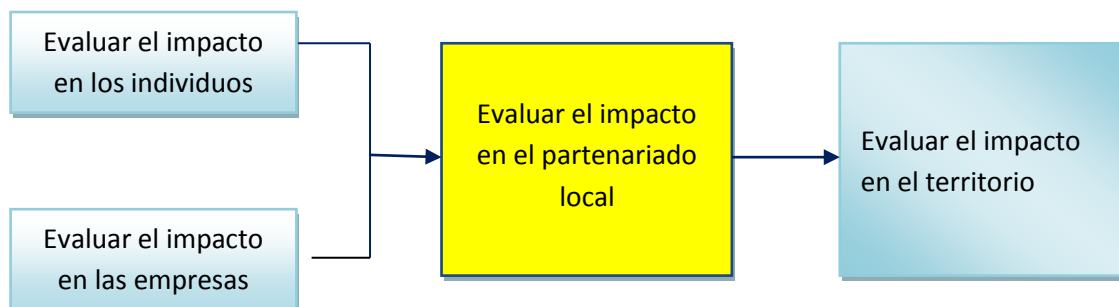 Evaluar el impacto
en los individuos
Evaluar el impacto
en las empresas
Evaluar el impacto
en el partenariado
local
Evaluar el impacto
en el territorio